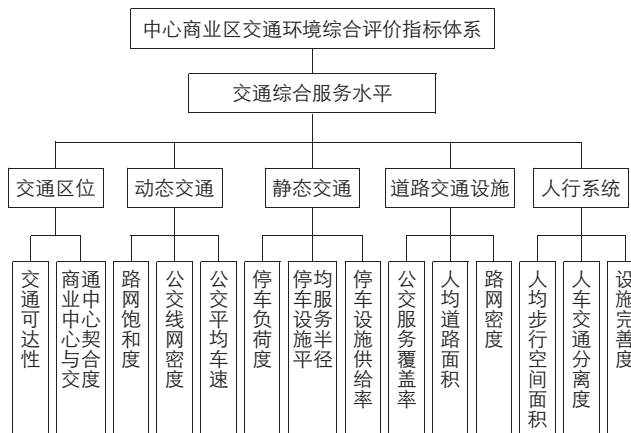 中心商业区交通环境综合评价指标体系
交通综合服务水平
交通区位
动态交通
静态交通
道路交通设施
人行系统
交通可达性
商业中心与交
通中心契合度
路网饱和度
公交线网密度
公交平均车速
停车负荷度
停车设施平
均服务半径
停车设施供给率
公交服务覆盖率
人均道路面积
路网密度
人均步行空间面积
人车交通分离度
设施完善度